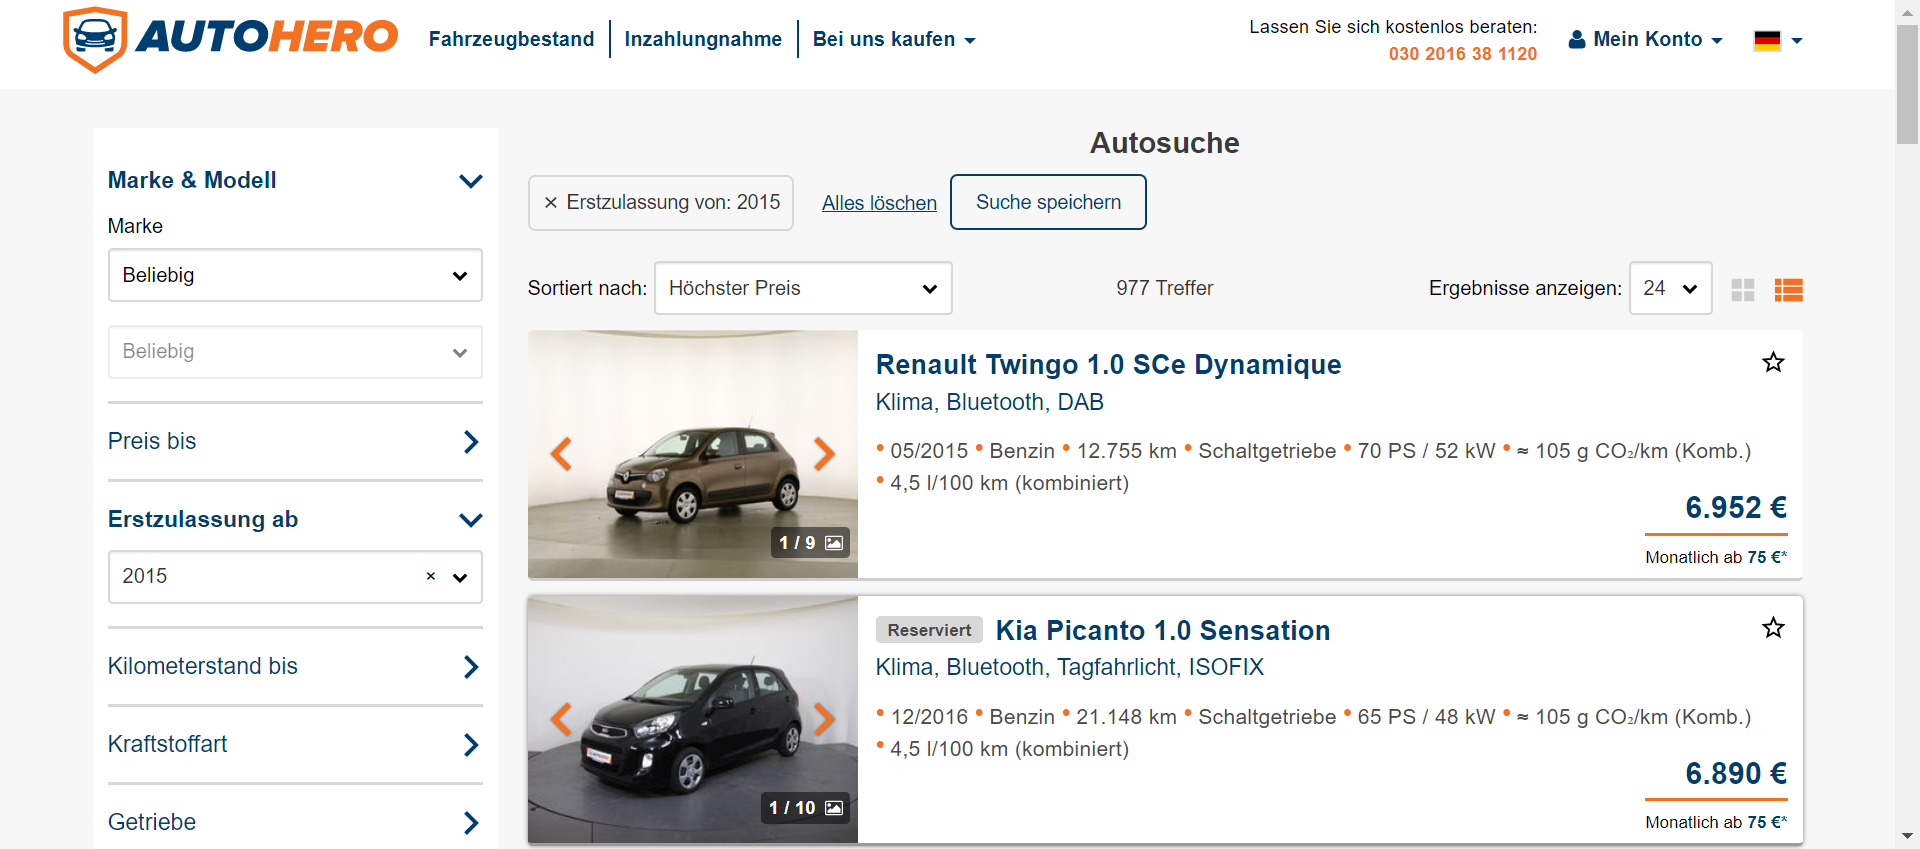 AUTOHERO
Fahrzeugbestand
Inzahlungnahme
Bei uns kaufen
Lassen Sie sich kostenlos beraten:
030 2016 38 1120
Mein Konto
Marke & Modell
Marke
Beliebig
Beliebig
Preis bis
Erstzulassung ab
2015 ×
Kilometerstand bis
Kraftstoffart
Getriebe
Autosuche
× Erstzulassung von: 2015
Alles löschen
Suche speichern
Sortiert nach: Höchster Preis
977 Treffer
Ergebnisse anzeigen: 24
1 / 9
Renault Twingo 1.0 SCe Dynamique
Klima, Bluetooth, DAB
• 05/2015 • Benzin • 12.755 km • Schaltgetriebe • 70 PS / 52 kW • ≈ 105 g CO₂/km (Komb.)
• 4,5 l/100 km (kombiniert)
6.952 €
Monatlich ab 75 €*
1 / 10
Reserviert Kia Picanto 1.0 Sensation
Klima, Bluetooth, Tagfahrlicht, ISOFIX
• 12/2016 • Benzin • 21.148 km • Schaltgetriebe • 65 PS / 48 kW • ≈ 105 g CO₂/km (Komb.)
• 4,5 l/100 km (kombiniert)
6.890 €
Monatlich ab 75 €*